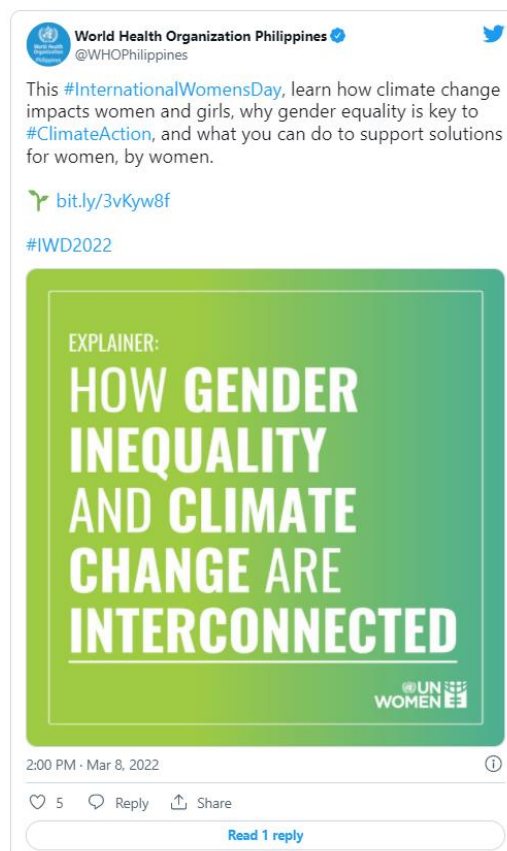 World Health Organization Philippines
@WHOPhilippines
This #InternationalWomensDay, learn how climate change
impacts women and girls, why gender equality is key to
#ClimateAction, and what you can do to support solutions
for women, by women.
bit.ly/3vKyw8f
#IWD2022
EXPLAINER:
HOW GENDER
INEQUALITY
AND CLIMATE
CHANGE ARE
INTERCONNECTED
UN
WOMEN
2:00 PM · Mar 8, 2022
5 Reply Share
Read 1 reply